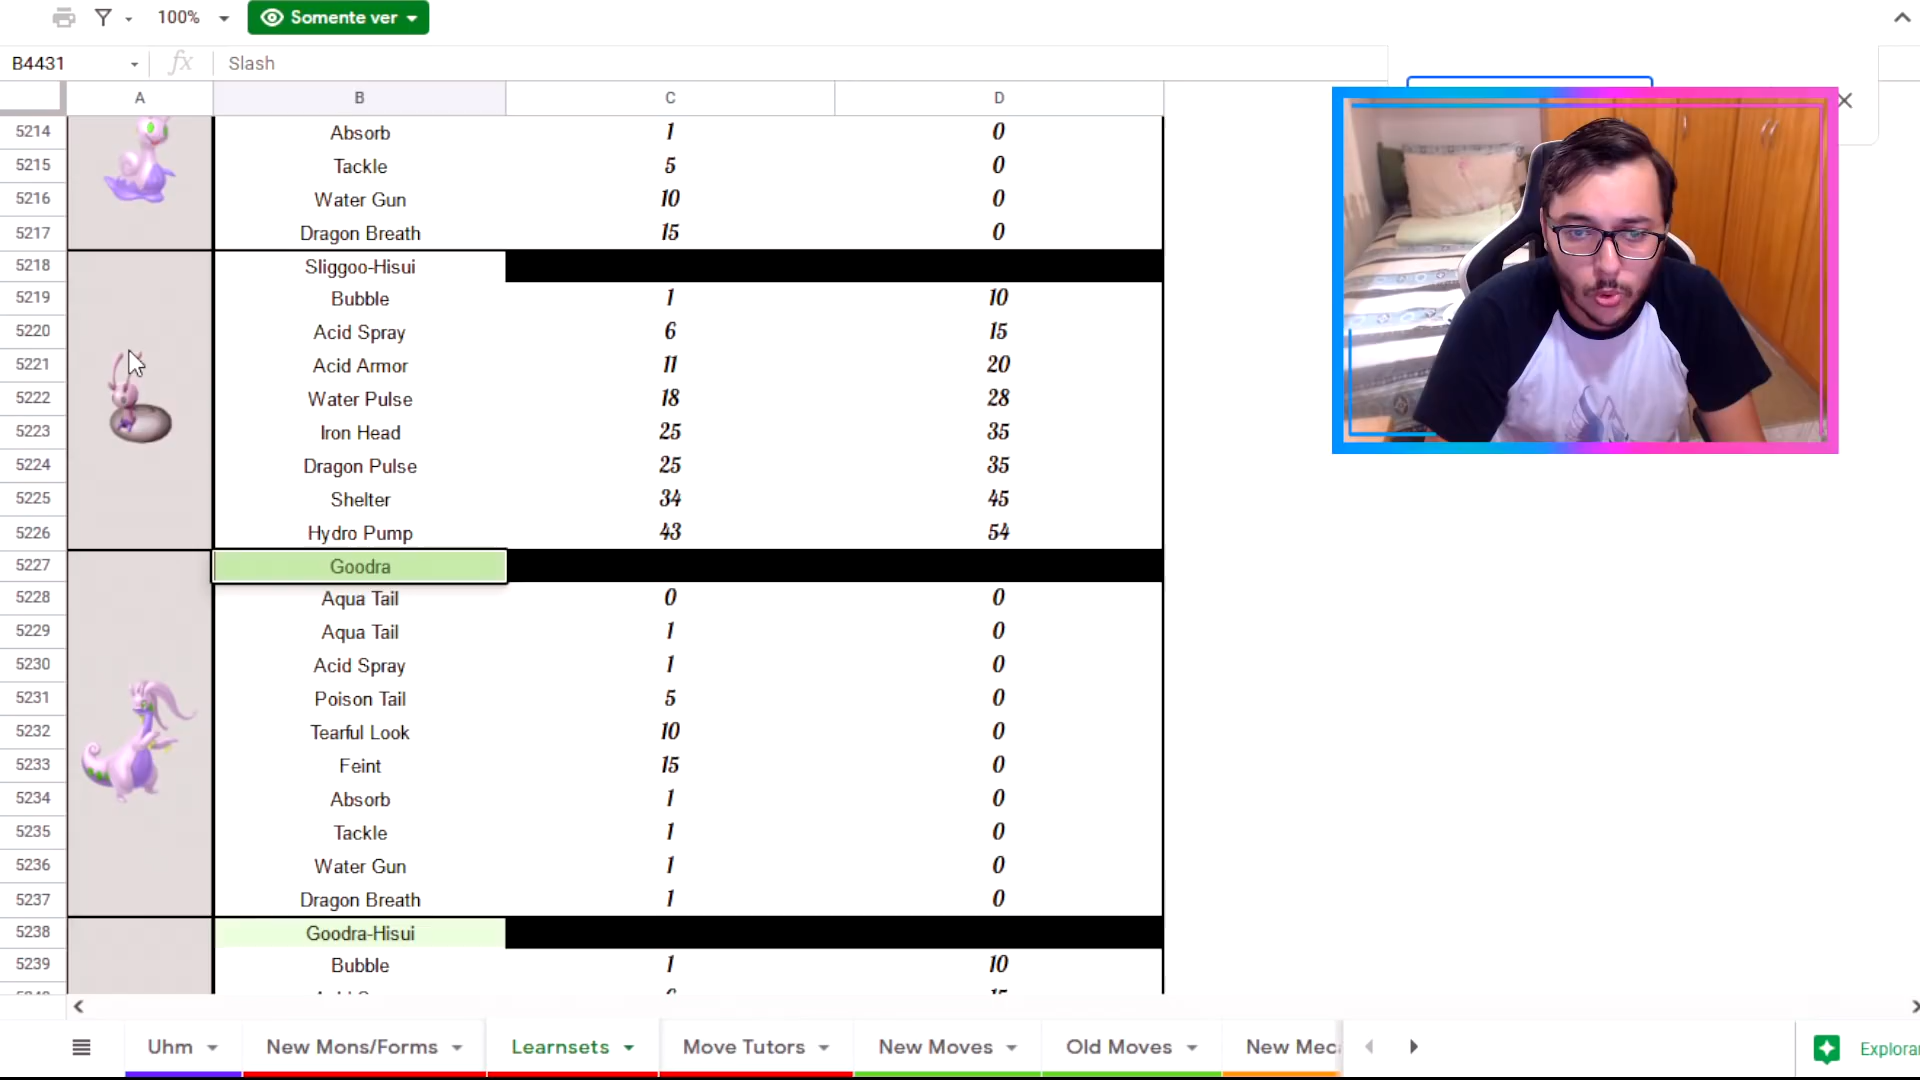 100% Somente ver
B4431 fx Slash
A B C D
5214 Absorb 1 0
5215 Tackle 5 0
5216 Water Gun 10 0
5217 Dragon Breath 15 0
5218 Sliggoo-Hisui
5219 Bubble 1 10
5220 Acid Spray 6 15
5221 Acid Armor 11 20
5222 Water Pulse 18 28
5223 Iron Head 25 35
5224 Dragon Pulse 25 35
5225 Shelter 34 45
5226 Hydro Pump 43 54
5227 Goodra
5228 Aqua Tail 0 0
5229 Aqua Tail 1 0
5230 Acid Spray 1 0
5231 Poison Tail 5 0
5232 Tearful Look 10 0
5233 Feint 15 0
5234 Absorb 1 0
5235 Tackle 1 0
5236 Water Gun 1 0
5237 Dragon Breath 1 0
5238 Goodra-Hisui
5239 Bubble 1 10
Uhm New Mons/Forms Learnsets Move Tutors New Moves Old Moves New Mec Explorar